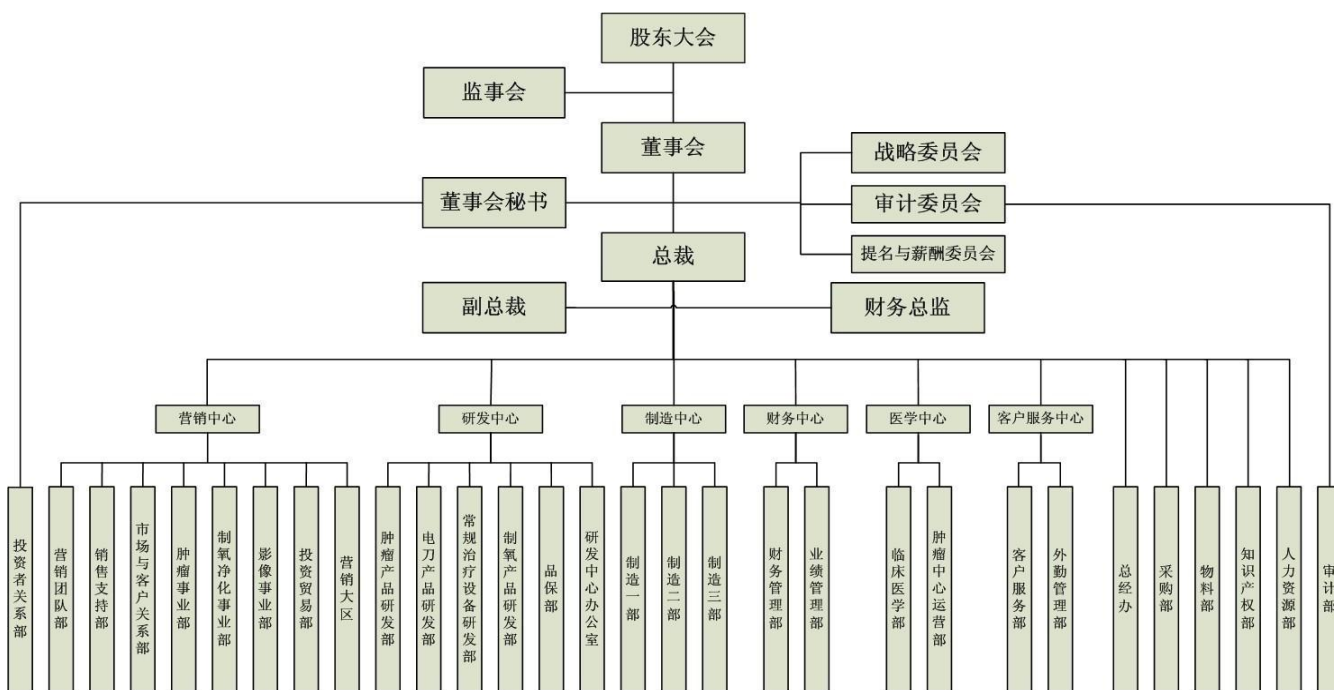 股东大会
监事会
董事会
战略委员会
董事会秘书
审计委员会
总裁
提名与薪酬委员会
副总裁
财务总监
营销中心
研发中心
制造中心
财务中心
医学中心
客户服务中心
投资者关系部
营销团队部
销售支持部
市场与客户关系部
肿瘤事业部
制氧净化事业部
影像事业部
投资贸易部
营销大区
肿瘤产品研发部
电刀产品研发部
常规治疗设备研发部
制氧产品研发部
品保部
研发中心办公室
制造一部
制造二部
制造三部
财务管理部
业绩管理部
临床医学部
肿瘤中心运营部
客户服务部
外勤管理部
总经办
采购部
物料部
知识产权部
人力资源部
审计部